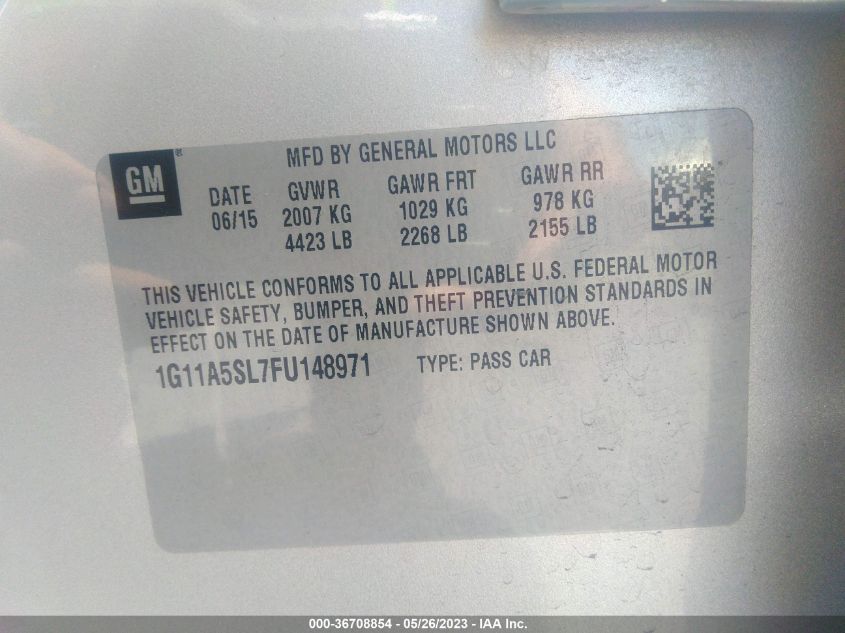 MFD BY GENERAL MOTORS LLC
GM
DATE GVWR GAWR FRT GAWR RR
06/15 2007 KG 1029 KG 978 KG
4423 LB 2268 LB 2155 LB
THIS VEHICLE CONFORMS TO ALL APPLICABLE U.S. FEDERAL MOTOR
VEHICLE SAFETY, BUMPER, AND THEFT PREVENTION STANDARDS IN
EFFECT ON THE DATE OF MANUFACTURE SHOWN ABOVE.
1G11A5SL7FU148971 TYPE: PASS CAR
000-36708854 - 05/26/2023 - IAA Inc.